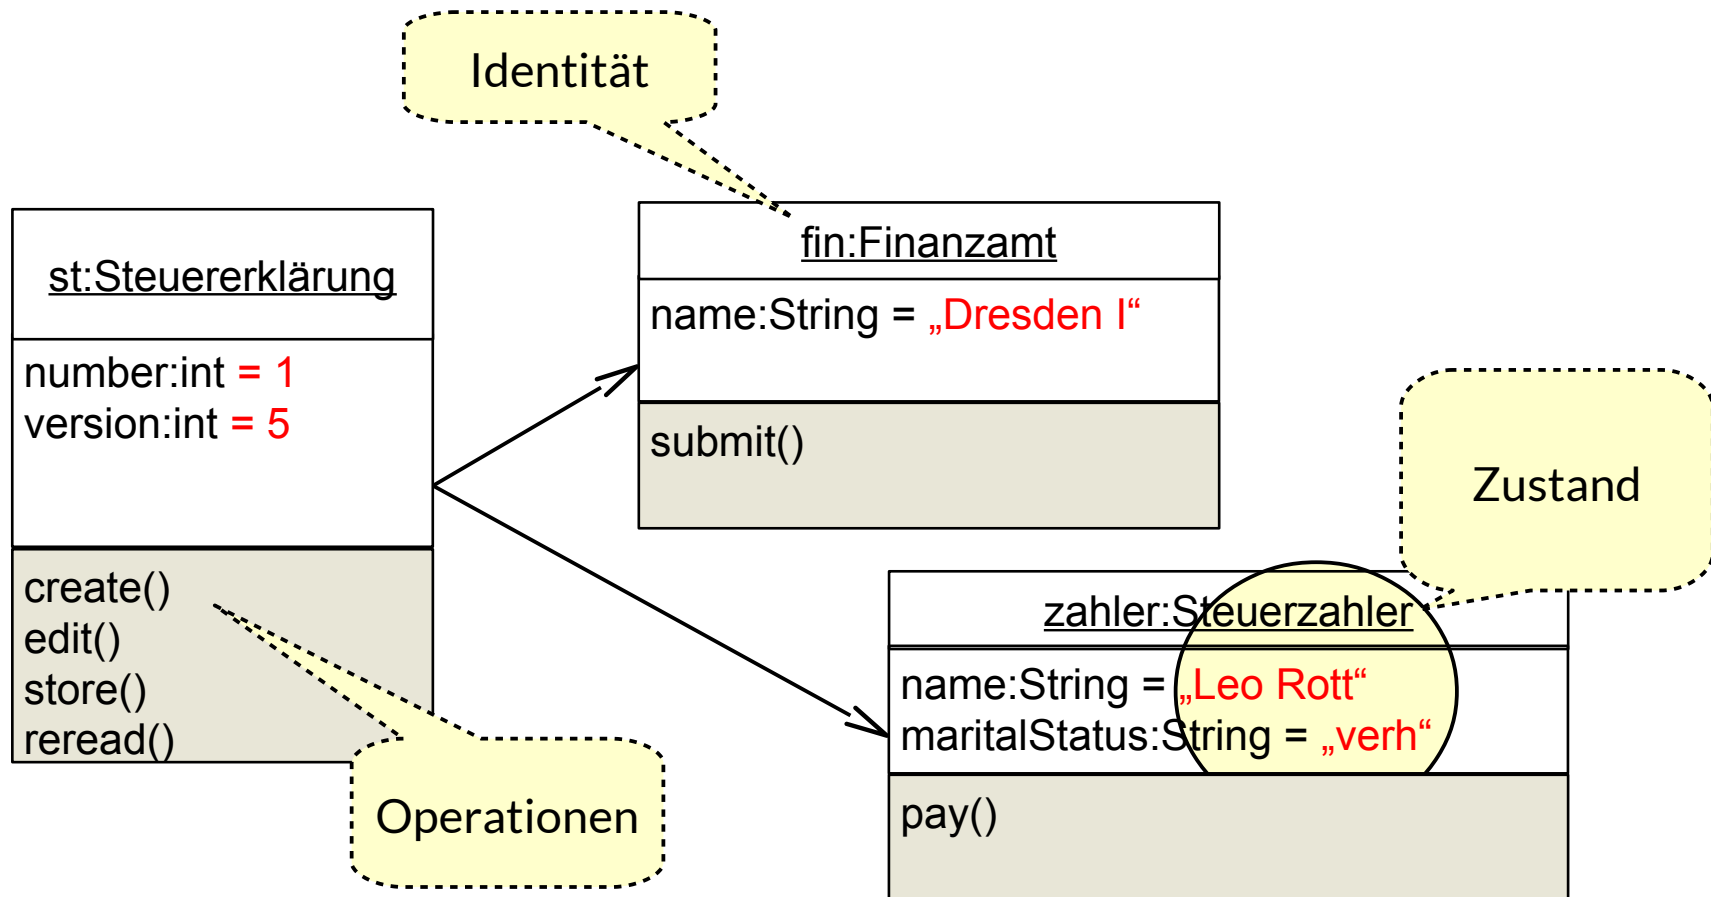 Identität
st:Steuererklärung
number:int = 1
version:int = 5
create()
edit()
store()
reread()
Operationen
fin:Finanzamt
name:String = „Dresden I“
submit()
Zustand
zahler:Steuerzahler
name:String = „Leo Rott“
maritalStatus:String = „verh“
pay()